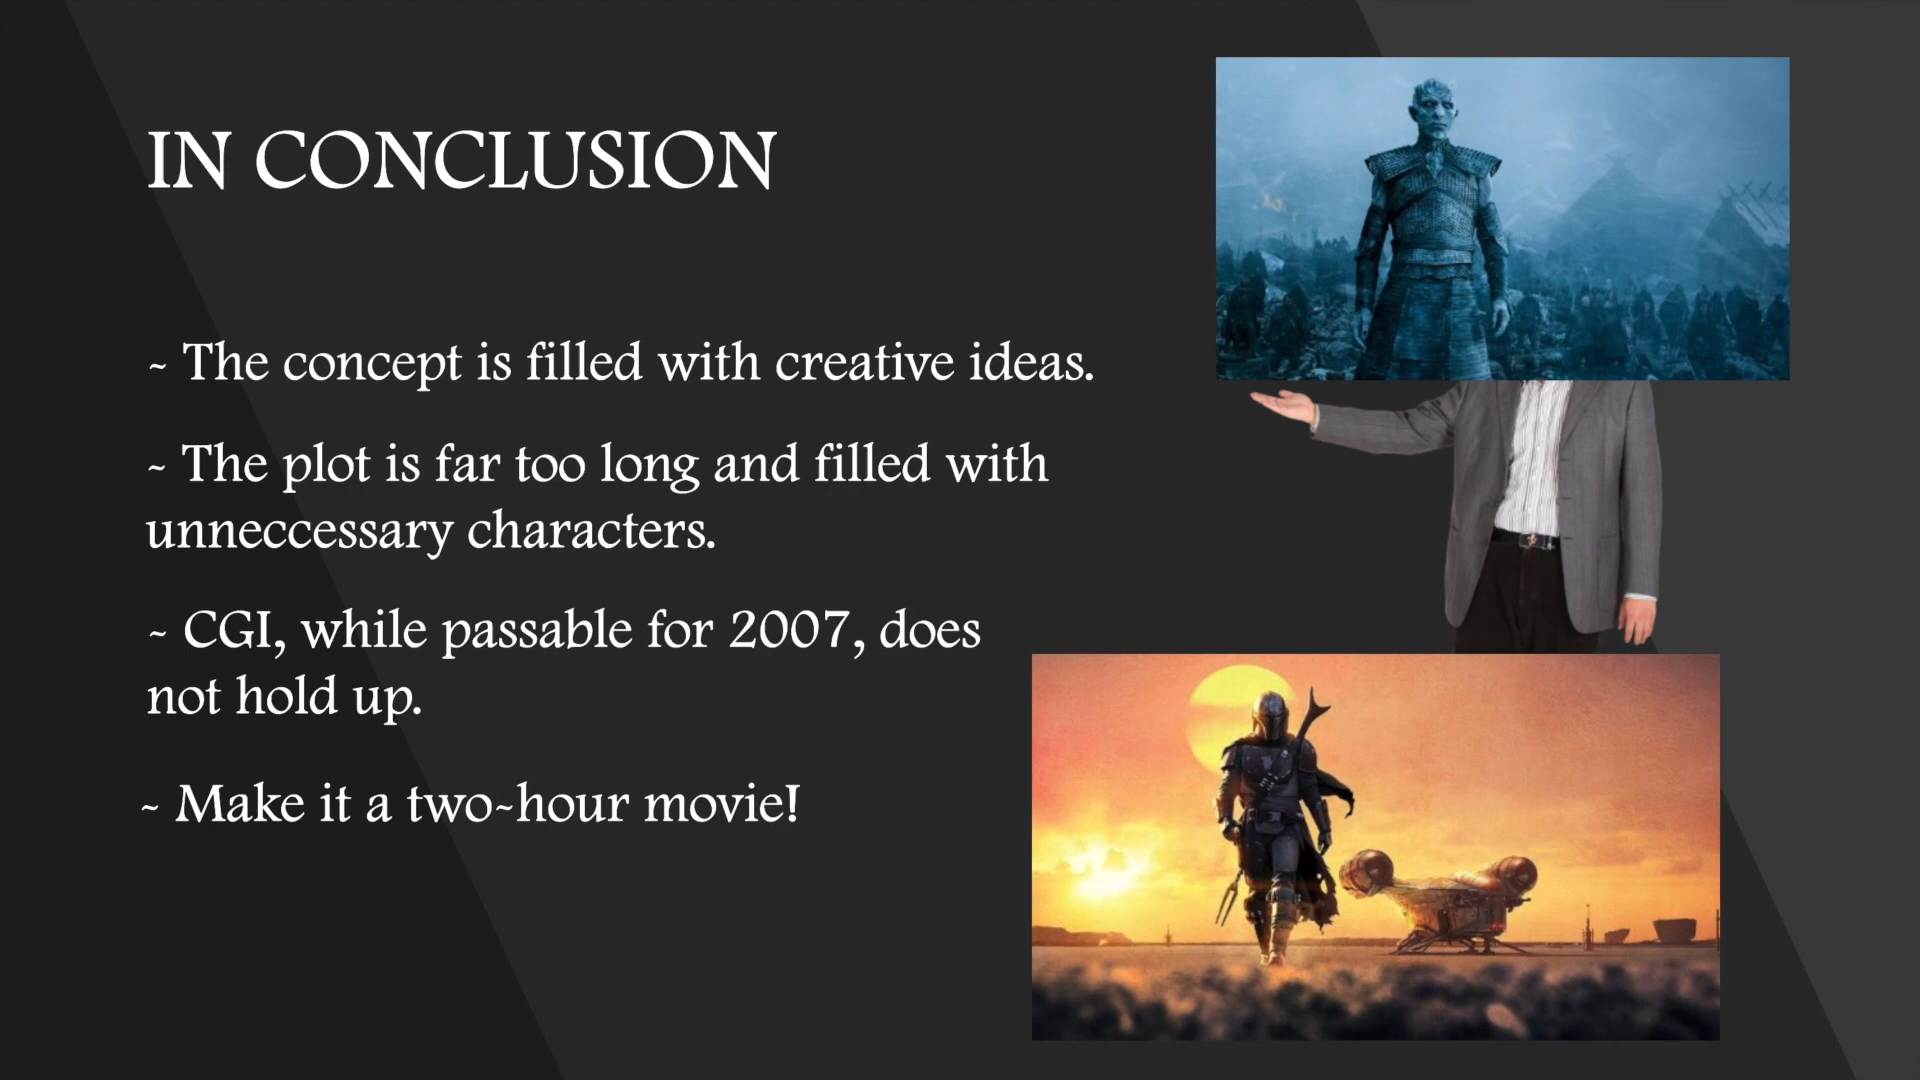 IN CONCLUSION
- The concept is filled with creative ideas.
- The plot is far too long and filled with
unneccessary characters.
- CGI, while passable for 2007, does
not hold up.
- Make it a two-hour movie!